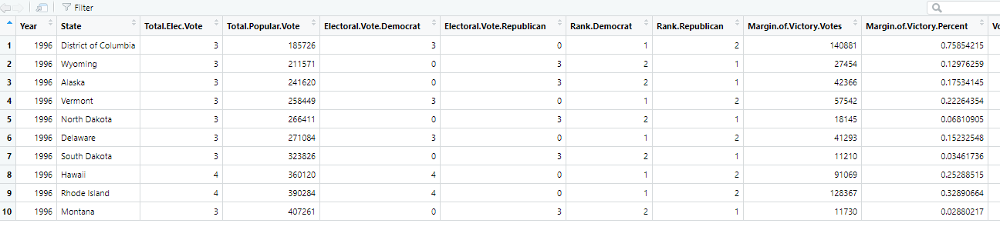 Filter
Year State Total.Elec.Vote Total.Popular.Vote Electoral.Vote.Democrat Electoral.Vote.Republican Rank.Democrat Rank.Republican Margin.of.Victory.Votes Margin.of.Victory.Percent Vo
1 1996 District of Columbia 3 185726 3 0 1 2 140881 0.75854215
2 1996 Wyoming 3 211571 0 3 2 1 27454 0.12976259
3 1996 Alaska 3 241620 0 3 2 1 42366 0.17534145
4 1996 Vermont 3 258449 3 0 1 2 57542 0.22264354
5 1996 North Dakota 3 266411 0 3 2 1 18145 0.06810905
6 1996 Delaware 3 271084 3 0 1 2 41293 0.15232548
7 1996 South Dakota 3 323826 0 3 2 1 11210 0.03461736
8 1996 Hawaii 4 360120 4 0 1 2 91069 0.25288515
9 1996 Rhode Island 4 390284 4 0 1 2 128367 0.32890664
10 1996 Montana 3 407261 0 3 2 1 11730 0.02880217